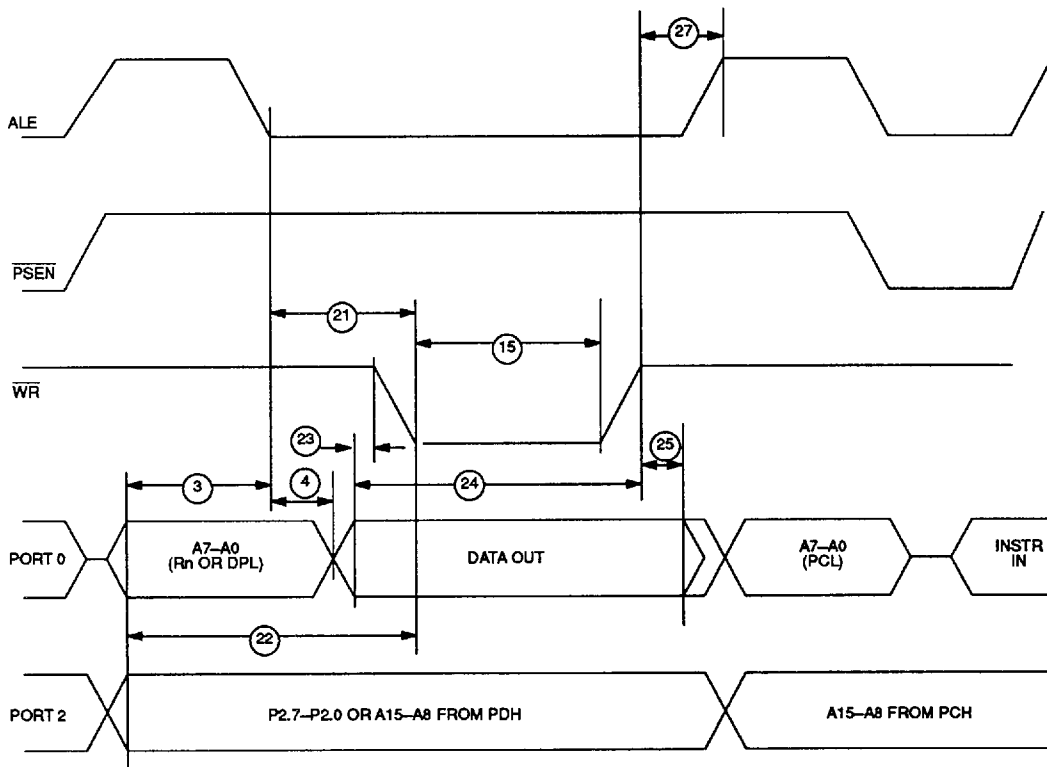 27
ALE
PSEN
21
15
WR
23
25
3
4
24
PORT 0
A7–A0
(Rn OR DPL)
DATA OUT
A7–A0
(PCL)
INSTR
IN
22
PORT 2
P2.7–P2.0 OR A15–A8 FROM PDH
A15–A8 FROM PCH